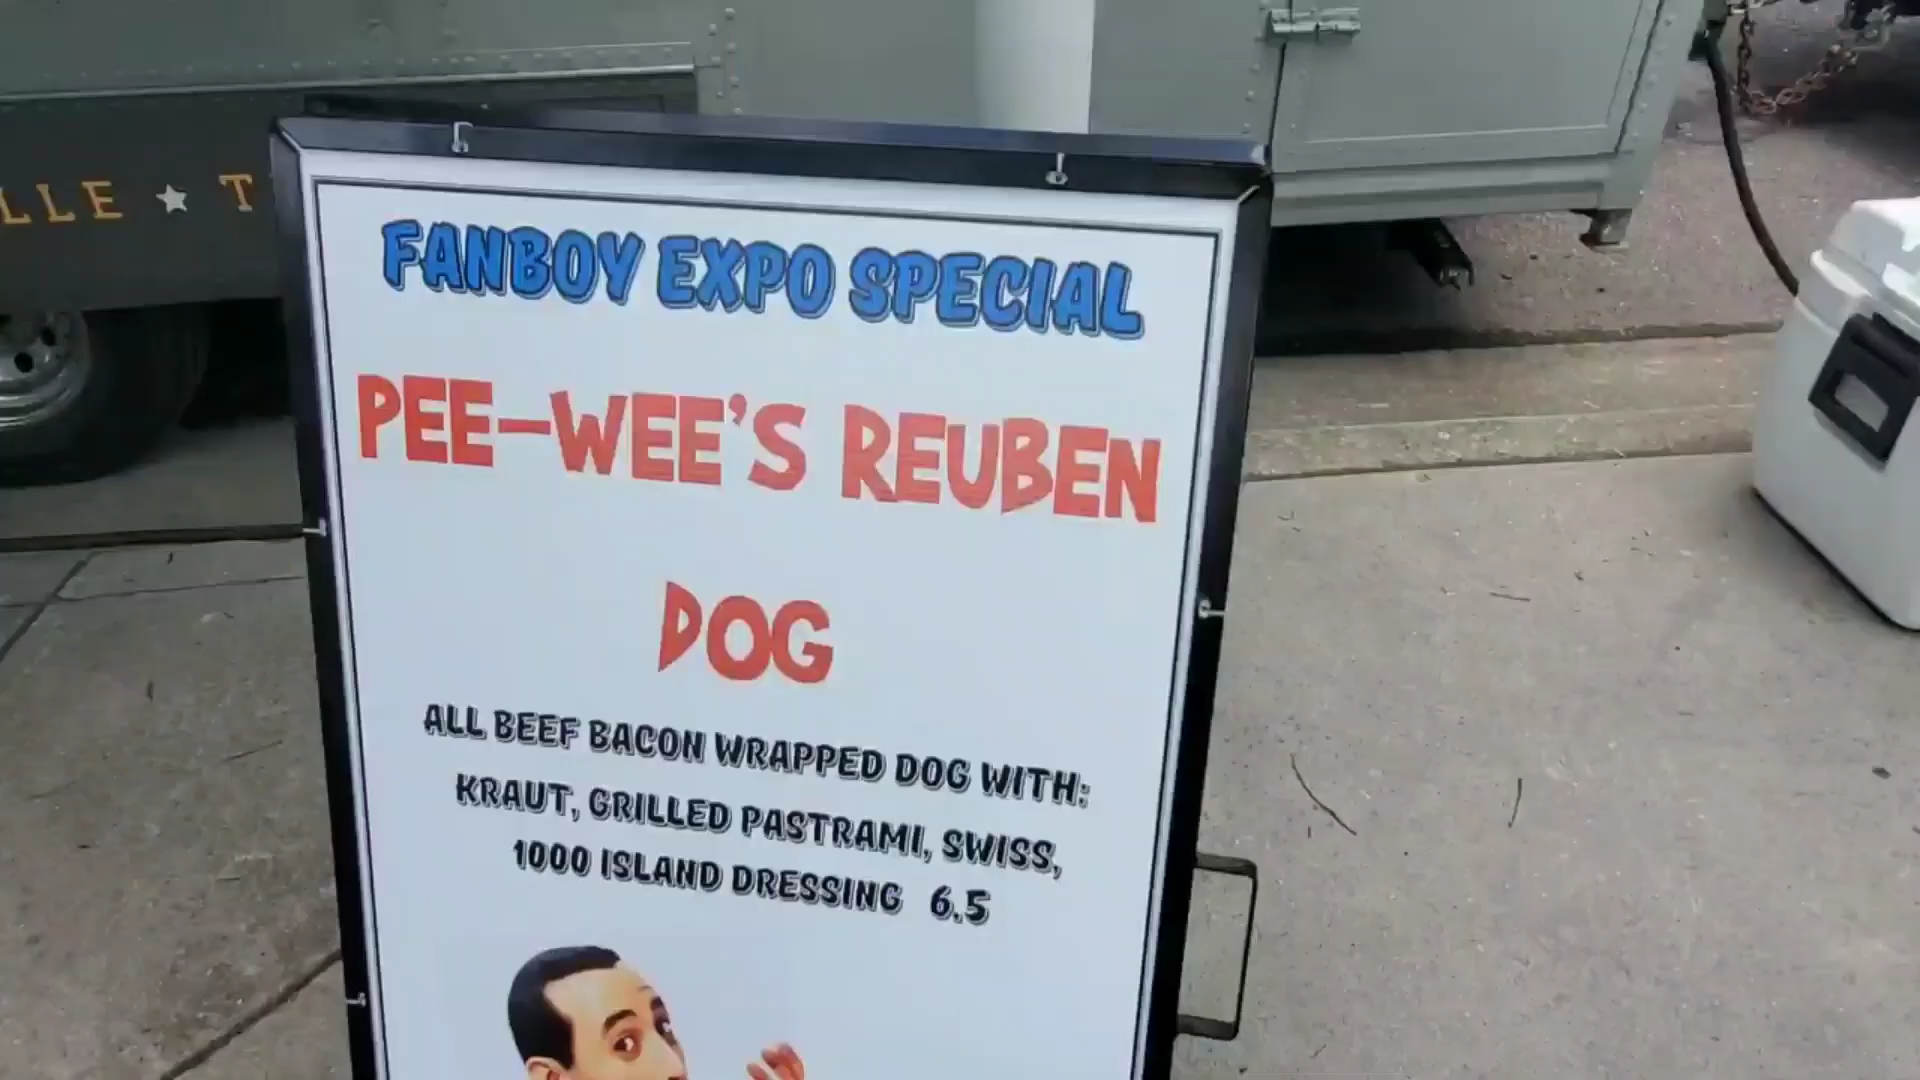 LLE ★ T
FANBOY EXPO SPECIAL
PEE-WEE'S REUBEN
DOG
ALL BEEF BACON WRAPPED DOG WITH:
KRAUT, GRILLED PASTRAMI, SWISS,
1000 ISLAND DRESSING 6.5